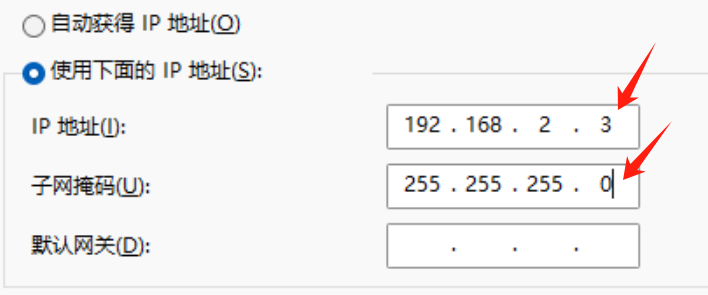 自动获得 IP 地址(O)
使用下面的 IP 地址(S):
IP 地址(I): 192 . 168 . 2 . 3
子网掩码(U): 255 . 255 . 255 . 0
默认网关(D): . . .